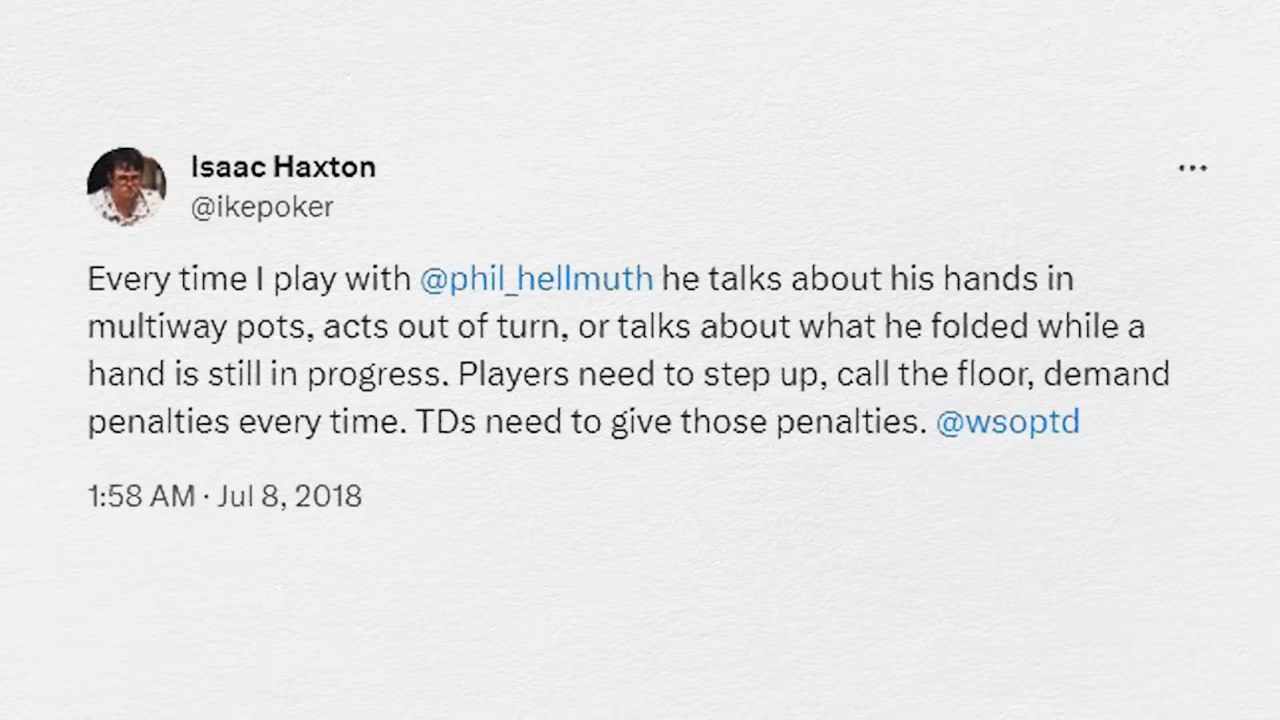 Isaac Haxton
@ikepoker
Every time I play with @phil_hellmuth he talks about his hands in
multiway pots, acts out of turn, or talks about what he folded while a
hand is still in progress. Players need to step up, call the floor, demand
penalties every time. TDs need to give those penalties. @wsoptd
1:58 AM · Jul 8, 2018